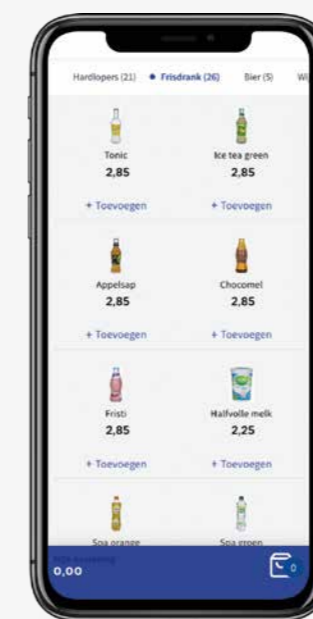 Hardlopers (21) Frisdrank (26) Bier (5)
Tonic Ice tea green
2,85 2,85
+ Toevoegen + Toevoegen
Appelsap Chocomel
2,85 2,85
+ Toevoegen + Toevoegen
Fristi Halfvolle melk
2,85 2,25
+ Toevoegen + Toevoegen
Spa orange Spa groen
0,00 0